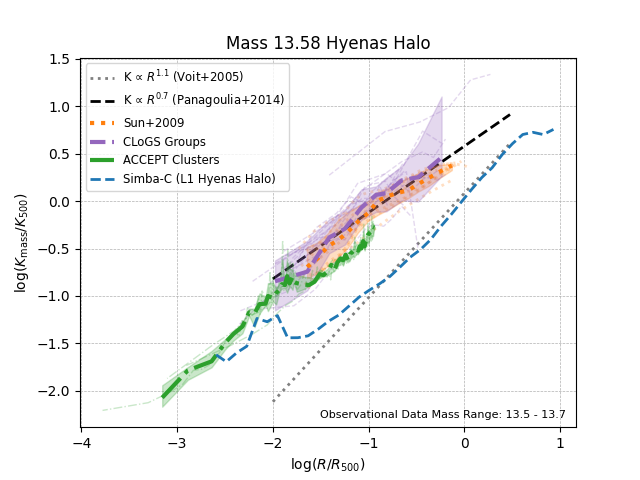 Mass 13.58 Hyenas Halo
K ∝ R^1.1 (Voit+2005)
K ∝ R^0.7 (Panagoulia+2014)
Sun+2009
CLoGS Groups
ACCEPT Clusters
Simba-C (L1 Hyenas Halo)
1.5
1.0
0.5
0.0
−0.5
−1.0
−1.5
−2.0
log(K_mass/K_500)
Observational Data Mass Range: 13.5 - 13.7
−4 −3 −2 −1 0 1
log(R/R_500)